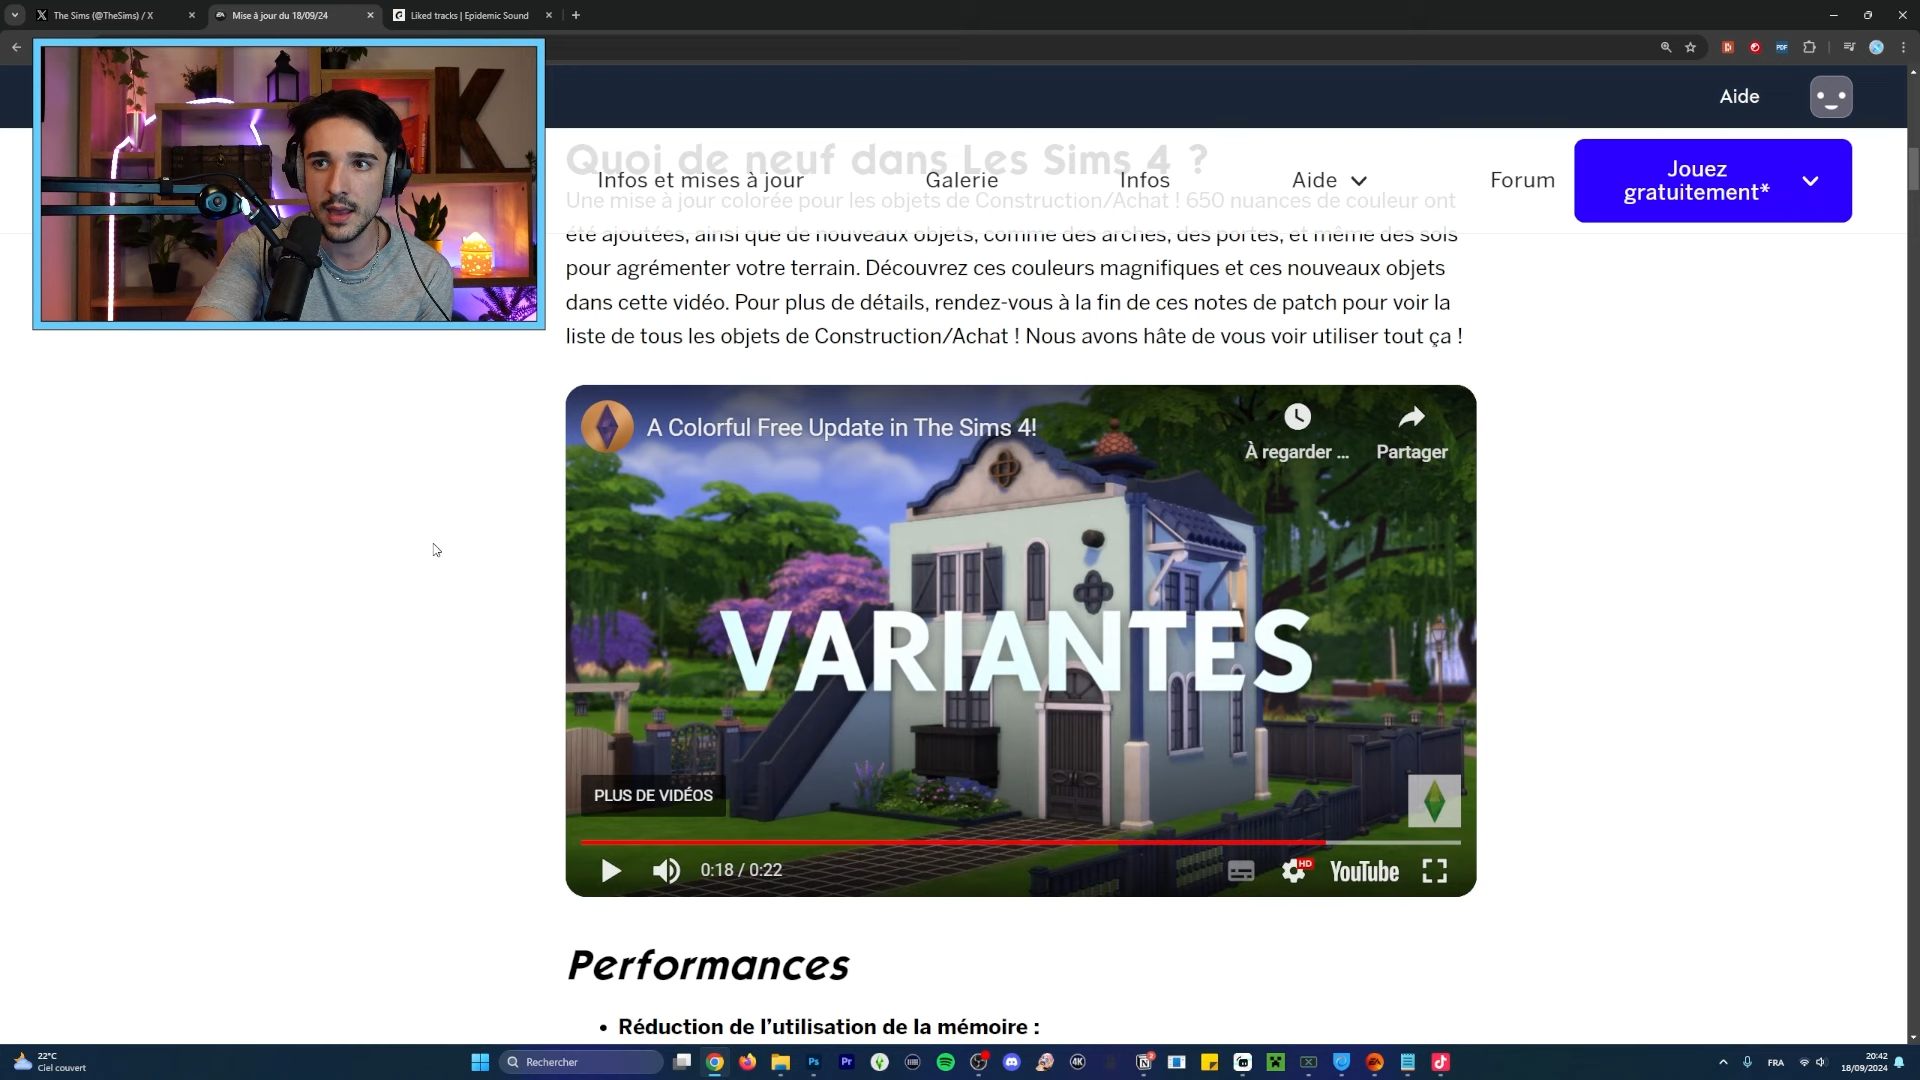 The Sims (@TheSims) / X
Mise à jour du 18/09/24
Liked tracks | Epidemic Sound
PDF
K
Aide
Quoi de neuf dans Les Sims 4 ?
Infos et mises à jour
Galerie
Infos
Aide
Forum
Jouez
gratuitement*
Une mise à jour colorée pour les objets de Construction/Achat ! 650 nuances de couleur ont
été ajoutées, ainsi que de nouveaux objets, comme des arches, des portes, et même des sols
pour agrémenter votre terrain. Découvrez ces couleurs magnifiques et ces nouveaux objets
dans cette vidéo. Pour plus de détails, rendez-vous à la fin de ces notes de patch pour voir la
liste de tous les objets de Construction/Achat ! Nous avons hâte de vous voir utiliser tout ça !
A Colorful Free Update in The Sims 4!
À regarder ...
Partager
VARIANTES
PLUS DE VIDÉOS
0:18 / 0:22
HD
YouTube
Performances
• Réduction de l’utilisation de la mémoire :
22°C
Ciel couvert
Rechercher
Ps
Pr
4K
FRA
20:42
18/09/2024